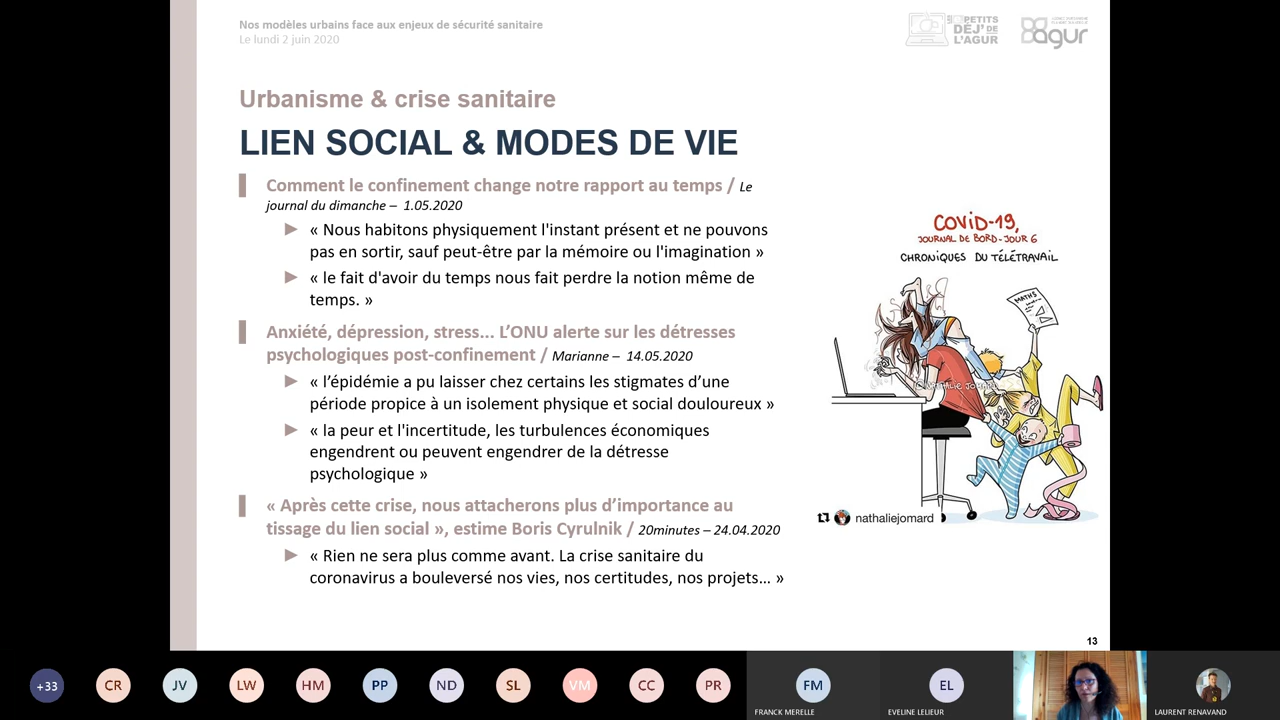 Nos modèles urbains face aux enjeux de sécurité sanitaire
Le lundi 2 juin 2020
PETITS
DÉJ' DE
L'AGUR
agur
Urbanisme & crise sanitaire
LIEN SOCIAL & MODES DE VIE
Comment le confinement change notre rapport au temps / Le
journal du dimanche – 1.05.2020
« Nous habitons physiquement l'instant présent et ne pouvons
pas en sortir, sauf peut-être par la mémoire ou l'imagination »
« le fait d'avoir du temps nous fait perdre la notion même de
temps. »
Anxiété, dépression, stress... L’ONU alerte sur les détresses
psychologiques post-confinement / Marianne – 14.05.2020
« l’épidémie a pu laisser chez certains les stigmates d’une
période propice à un isolement physique et social douloureux »
« la peur et l'incertitude, les turbulences économiques
engendrent ou peuvent engendrer de la détresse
psychologique »
« Après cette crise, nous attacherons plus d’importance au
tissage du lien social », estime Boris Cyrulnik / 20minutes – 24.04.2020
« Rien ne sera plus comme avant. La crise sanitaire du
coronavirus a bouleversé nos vies, nos certitudes, nos projets… »
COVID-19,
JOURNAL DE BORD - JOUR 6
CHRONIQUES DU TÉLÉTRAVAIL
MATHS
© NATHALIE JOMARD
nathaliejomard
13
+33
CR
JV
LW
HM
PP
ND
SL
VM
CC
PR
FM
FRANCK MERELLE
EL
EVELINE LELIEUR
LAURENT RENAVAND